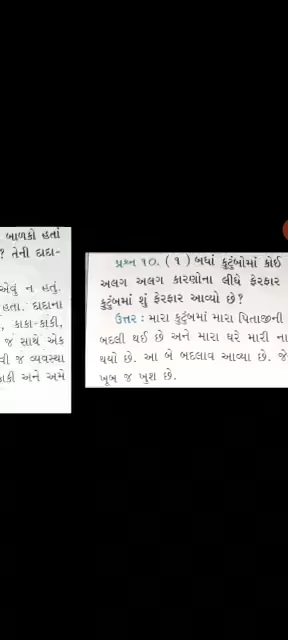 બાળકો હતાં
? તેની દાદા-
એવું ન હતું.
હતા. દાદાના
, કાકા-કાકી,
જ સાથે એક
વી જ વ્યવસ્થા
કાકી અને અમે
પ્રશ્ન ૧૦. (૧) બધાં કુટુંબોમાં કોઈ
અલગ અલગ કારણોના લીધે ફેરફાર
કુટુંબમાં શું ફેરફાર આવ્યો છે?
ઉત્તર : મારા કુટુંબમાં મારા પિતાજીની
બદલી થઈ છે અને મારા ઘરે મારી ના
થયો છે. આ બે બદલાવ આવ્યા છે. જે
ખૂબ જ ખુશ છે.